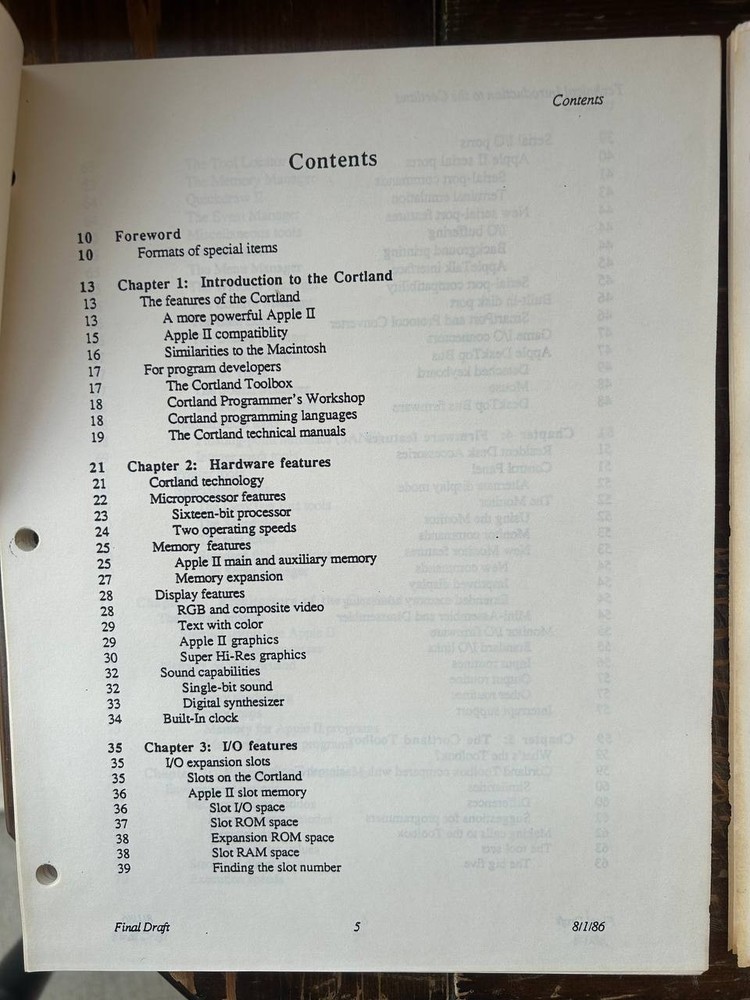 Contents
Contents
10 Foreword
10 Formats of special items
13 Chapter 1: Introduction to the Cortland
13 The features of the Cortland
13 A more powerful Apple II
15 Apple II compatiblity
16 Similarities to the Macintosh
17 For program developers
17 The Cortland Toolbox
18 Cortland Programmer's Workshop
18 Cortland programming languages
19 The Cortland technical manuals
21 Chapter 2: Hardware features
21 Cortland technology
22 Microprocessor features
23 Sixteen-bit processor
24 Two operating speeds
25 Memory features
25 Apple II main and auxiliary memory
27 Memory expansion
28 Display features
28 RGB and composite video
29 Text with color
29 Apple II graphics
30 Super Hi-Res graphics
32 Sound capabilities
32 Single-bit sound
33 Digital synthesizer
34 Built-In clock
35 Chapter 3: I/O features
35 I/O expansion slots
35 Slots on the Cortland
36 Apple II slot memory
36 Slot I/O space
37 Slot ROM space
38 Expansion ROM space
38 Slot RAM space
39 Finding the slot number
Final Draft 5 8/1/86